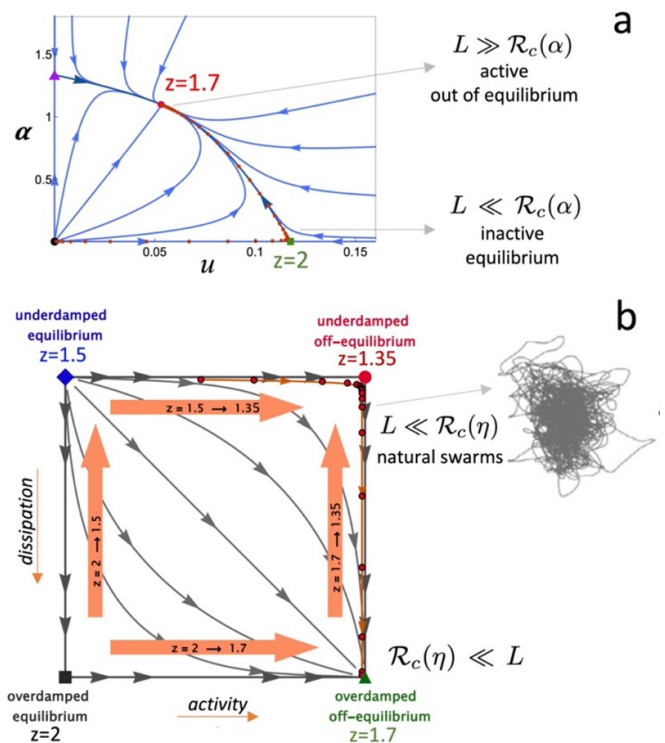 a
1.5
1
0.5
α
0.05
0.1
0.15
u
z=1.7
z=2
L ≫ ℛc(α)
active
out of equilibrium
L ≪ ℛc(α)
inactive
equilibrium
b
underdamped
equilibrium
z=1.5
underdamped
off-equilibrium
z=1.35
z = 1.5 → 1.35
z = 2 → 1.5
z = 1.7 → 1.35
z = 2 → 1.7
dissipation
L ≪ ℛc(η)
natural swarms
ℛc(η) ≪ L
overdamped
equilibrium
z=2
activity
overdamped
off-equilibrium
z=1.7